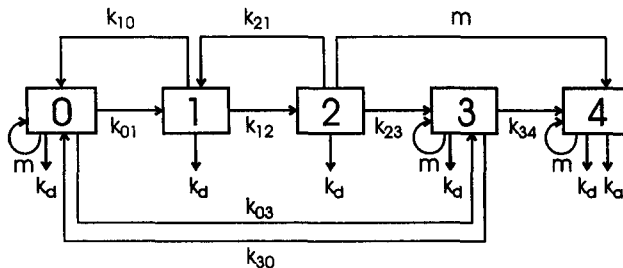 k10 k21 m
0 1 2 3 4
k01 k12 k23 k34
m m m
kd kd kd kd kd ka
k03
k30